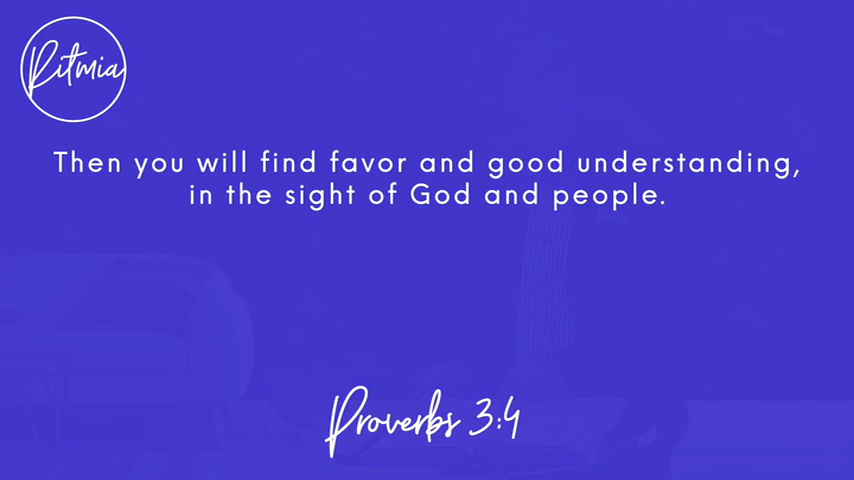 Ritmia
Then you will find favor and good understanding,
in the sight of God and people.
Proverbs 3:4